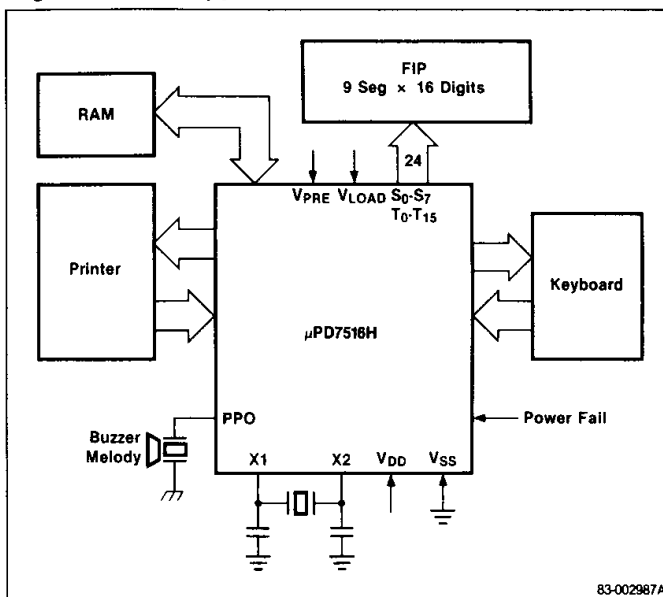 FIP
9 Seg × 16 Digits
RAM
24
VPRE
VLOAD
S0-S7
T0-T15
Printer
Keyboard
μPD7516H
PPO
Power Fail
Buzzer
Melody
X1
X2
VDD
VSS
83-002987A